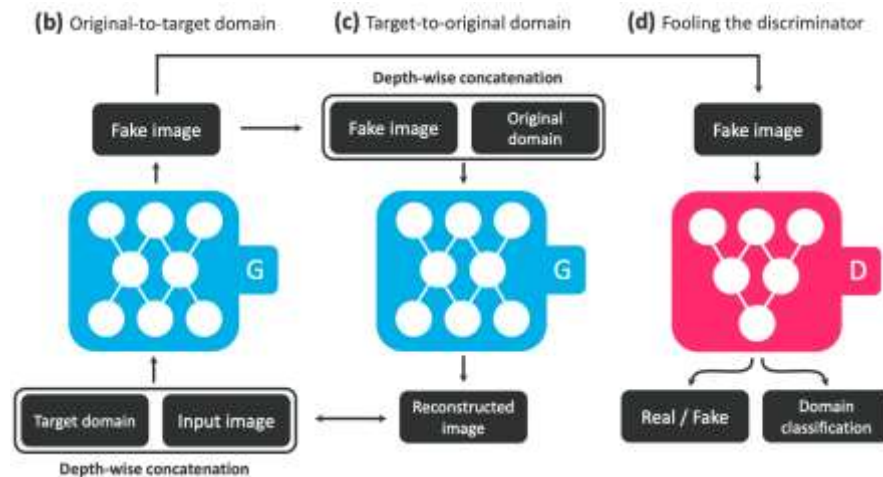 (b) Original-to-target domain
(c) Target-to-original domain
(d) Fooling the discriminator
Depth-wise concatenation
Fake image
Fake image
Original
domain
Fake image
G
G
D
Target domain
Input image
Reconstructed
image
Real / Fake
Domain
classification
Depth-wise concatenation